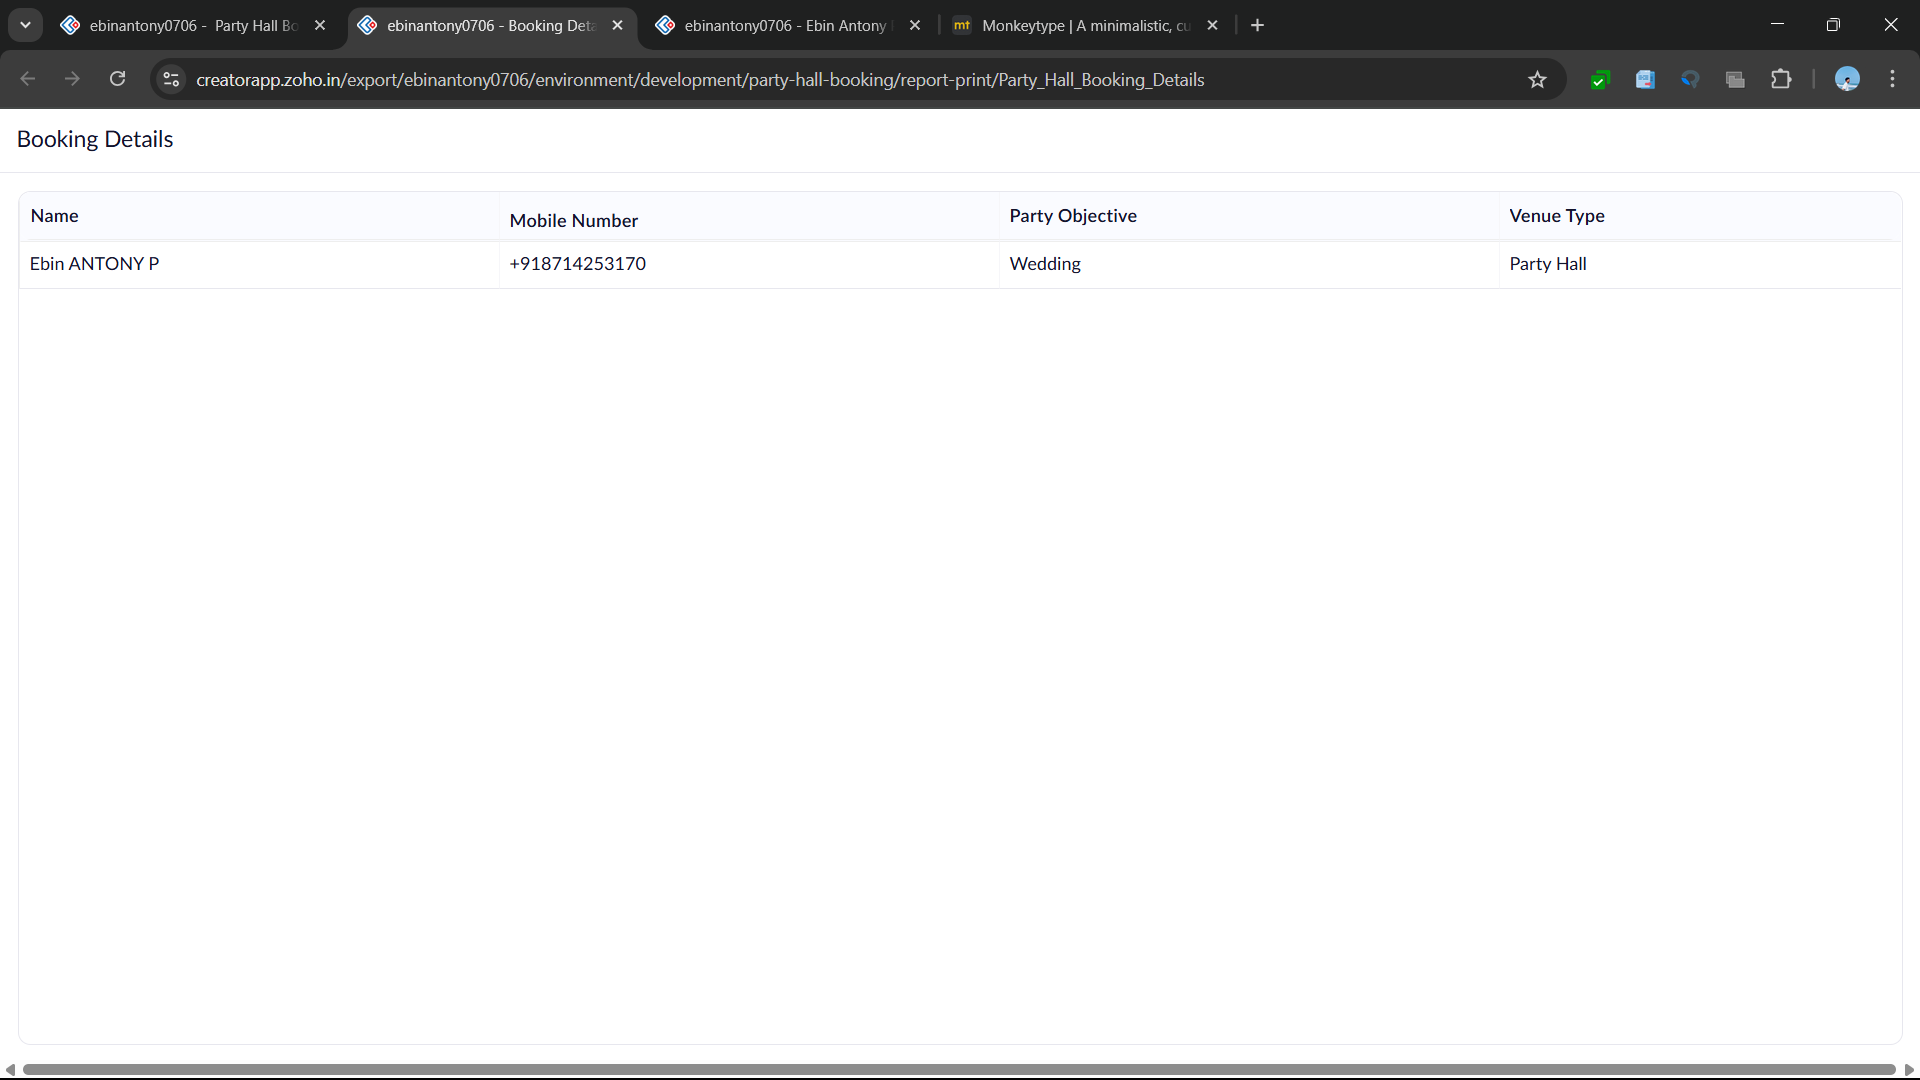 ebinantony0706 - Party Hall Bo
ebinantony0706 - Booking Deta
ebinantony0706 - Ebin Antony
mt Monkeytype | A minimalistic, cu
creatorapp.zoho.in/export/ebinantony0706/environment/development/party-hall-booking/report-print/Party_Hall_Booking_Details
Booking Details
Name Mobile Number Party Objective Venue Type
Ebin ANTONY P +918714253170 Wedding Party Hall